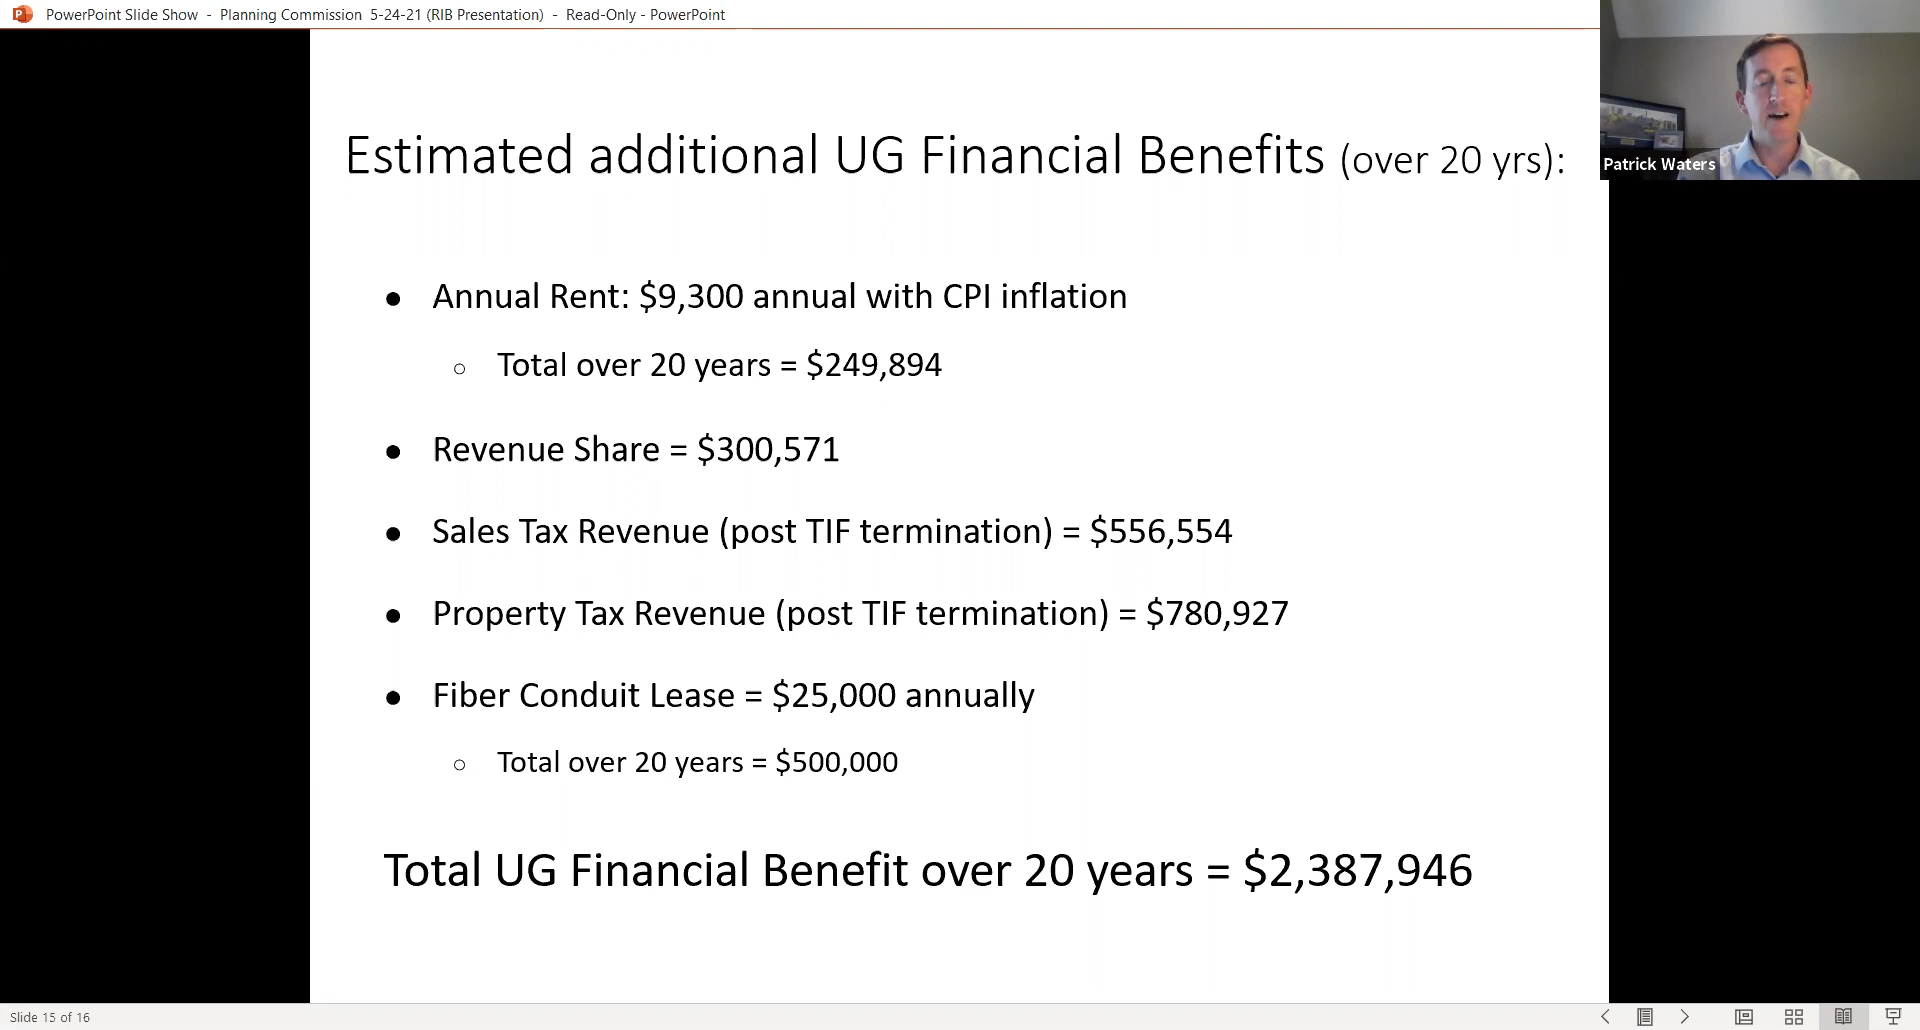 PowerPoint Slide Show - Planning Commission 5-24-21 (RIB Presentation) - Read-Only - PowerPoint
Patrick Waters
Estimated additional UG Financial Benefits (over 20 yrs):
● Annual Rent: $9,300 annual with CPI inflation
○ Total over 20 years = $249,894
● Revenue Share = $300,571
● Sales Tax Revenue (post TIF termination) = $556,554
● Property Tax Revenue (post TIF termination) = $780,927
● Fiber Conduit Lease = $25,000 annually
○ Total over 20 years = $500,000
Total UG Financial Benefit over 20 years = $2,387,946
Slide 15 of 16